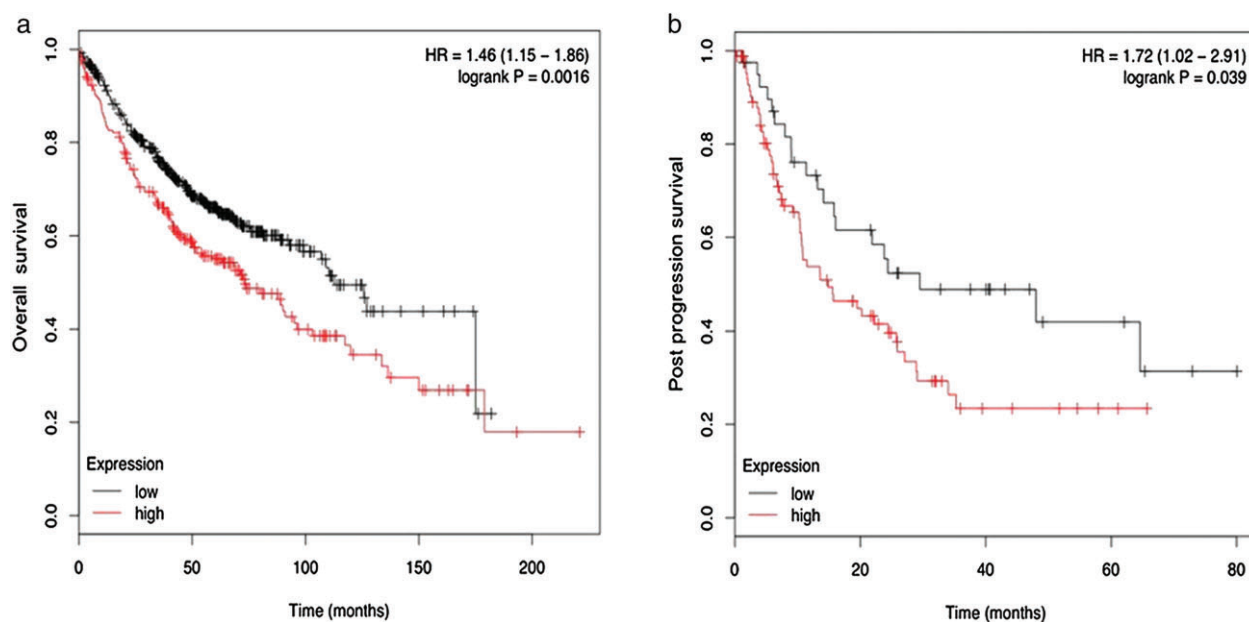 a
HR = 1.46 (1.15 – 1.86)
logrank P = 0.0016
Overall survival
1.0
0.8
0.6
0.4
0.2
0.0
Expression
low
high
0 50 100 150 200
Time (months)
b
HR = 1.72 (1.02 – 2.91)
logrank P = 0.039
Post progression survival
1.0
0.8
0.6
0.4
0.2
0.0
Expression
low
high
0 20 40 60 80
Time (months)